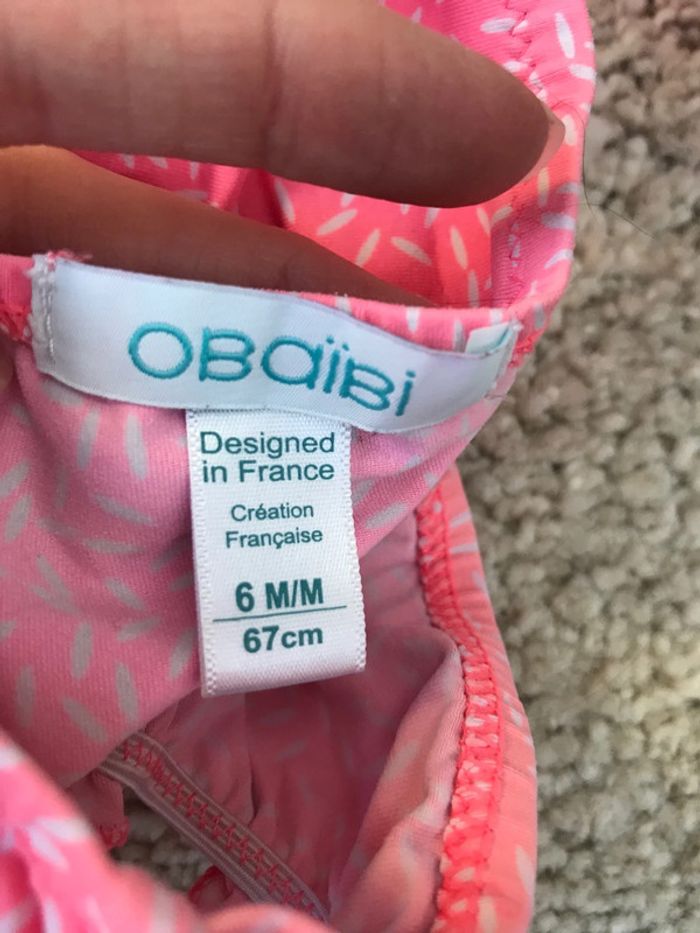 OBaïBi
Designed
in France
Création
Française
6 M/M
67cm